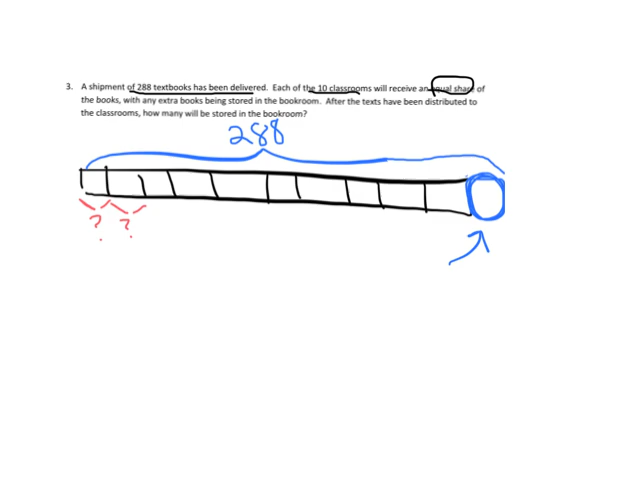 3. A shipment of 288 textbooks has been delivered. Each of the 10 classrooms will receive an equal share of
the books, with any extra books being stored in the bookroom. After the texts have been distributed to
the classrooms, how many will be stored in the bookroom?
288
? ?